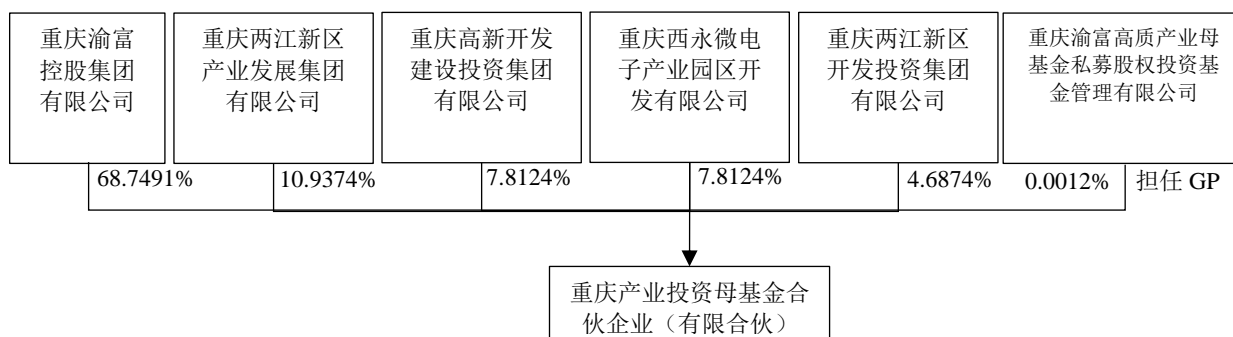 重庆渝富
控股集团
有限公司
重庆两江新区
产业发展集团
有限公司
重庆高新开发
建设投资集团
有限公司
重庆西永微电
子产业园区开
发有限公司
重庆两江新区
开发投资集团
有限公司
重庆渝富高质产业母
基金私募股权投资基
金管理有限公司
68.7491%
10.9374%
7.8124%
7.8124%
4.6874%
0.0012%
担任 GP
重庆产业投资母基金合
伙企业（有限合伙）